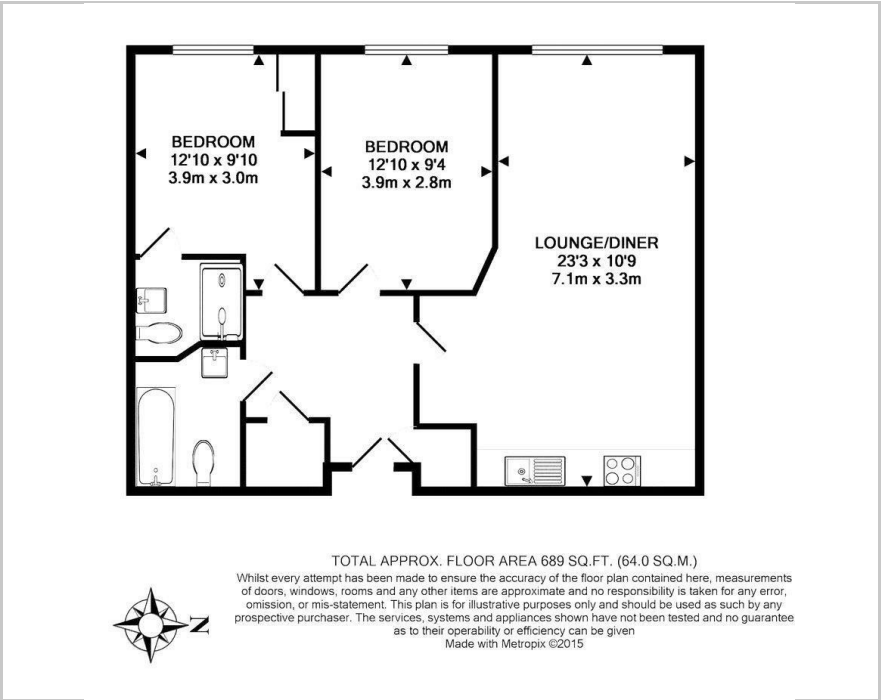 BEDROOM
12'10 x 9'10
3.9m x 3.0m
BEDROOM
12'10 x 9'4
3.9m x 2.8m
LOUNGE/DINER
23'3 x 10'9
7.1m x 3.3m
TOTAL APPROX. FLOOR AREA 689 SQ.FT. (64.0 SQ.M.)
Whilst every attempt has been made to ensure the accuracy of the floor plan contained here, measurements
of doors, windows, rooms and any other items are approximate and no responsibility is taken for any error,
omission, or mis-statement. This plan is for illustrative purposes only and should be used as such by any
prospective purchaser. The services, systems and appliances shown have not been tested and no guarantee
as to their operability or efficiency can be given
Made with Metropix ©2015
N